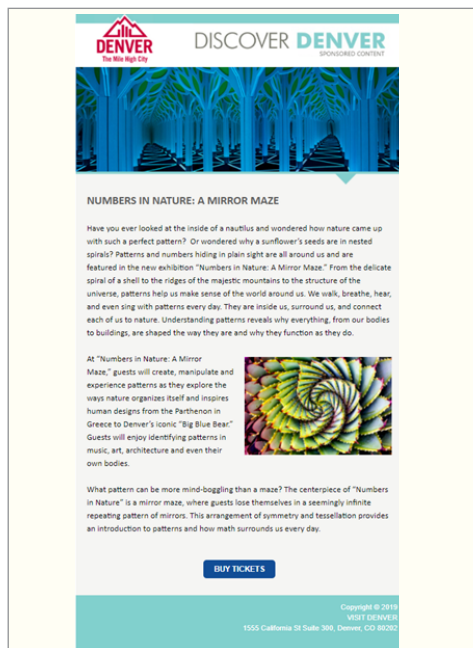 DENVER
The Mile High City
DISCOVER DENVER
SPONSORED CONTENT
NUMBERS IN NATURE: A MIRROR MAZE
Have you ever looked at the inside of a nautilus and wondered how nature came up
with such a perfect pattern? Or wondered why a sunflower's seeds are in nested
spirals? Patterns and numbers hiding in plain sight are all around us and are
featured in the new exhibition "Numbers in Nature: A Mirror Maze." From the delicate
spiral of a shell to the ridges of the majestic mountains to the structure of the
universe, patterns help us make sense of the world around us. We walk, breathe, hear,
and even sing with patterns every day. They are inside us, surround us, and connect
each of us to nature. Understanding patterns reveals why everything, from our bodies
to buildings, are shaped the way they are and why they function as they do.
At "Numbers in Nature: A Mirror
Maze," guests will create, manipulate and
experience patterns as they explore the
ways nature organizes itself and inspires
human designs from the Parthenon in
Greece to Denver's iconic "Big Blue Bear."
Guests will enjoy identifying patterns in
music, art, architecture and even their
own bodies.
What pattern can be more mind-boggling than a maze? The centerpiece of "Numbers
in Nature" is a mirror maze, where guests lose themselves in a seemingly infinite
repeating pattern of mirrors. This arrangement of symmetry and tessellation provides
an introduction to patterns and how math surrounds us every day.
BUY TICKETS
Copyright © 2019
VISIT DENVER
1555 California St Suite 300, Denver, CO 80202